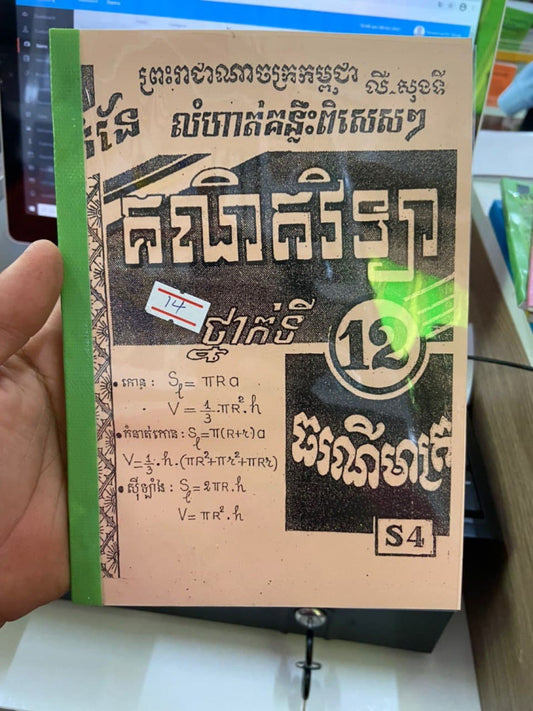 ព្រះរាជាណាចក្រកម្ពុជា
លី.សុងទី
លំហាត់គន្លឹះពិសេសៗ
គណិតវិទ្យា
14
ថ្នាក់ទី
12
• កោន : Sℓ = πRa
V = 1/3 .πR².h
• កំនាត់កោន : Sℓ=π(R+r)a
V=1/3 .h.(πR²+πr²+πRr)
• ស៊ីឡាំង : Sℓ=2πR.h
V= πR².h
ធរណីមាត្រ
S4